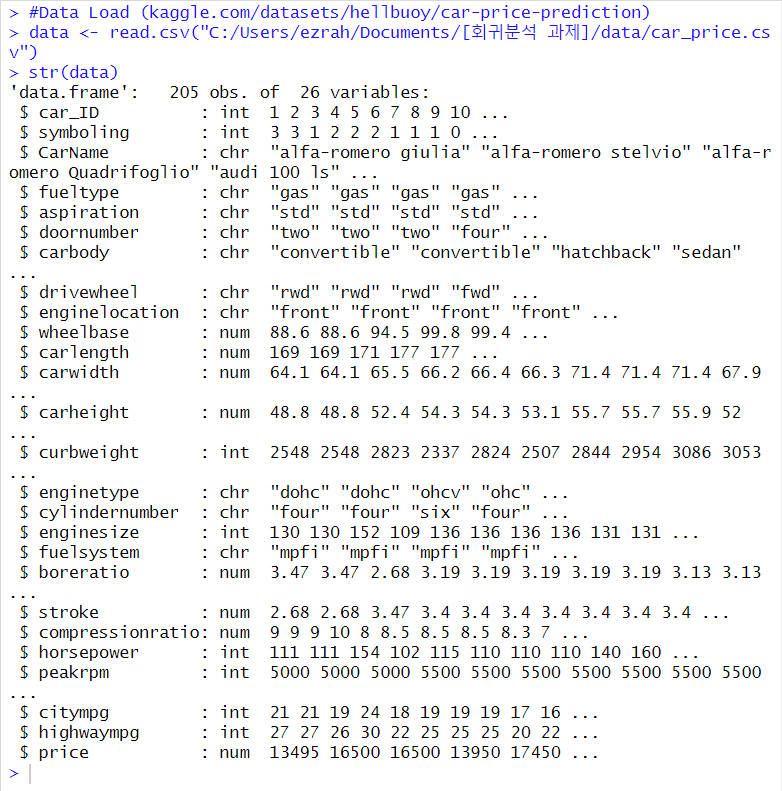 > #Data Load (kaggle.com/datasets/hellbuoy/car-price-prediction)
> data <- read.csv("C:/Users/ezrah/Documents/[회귀분석 과제]/data/car_price.cs
v")
> str(data)
'data.frame':   205 obs. of  26 variables:
 $ car_ID          : int  1 2 3 4 5 6 7 8 9 10 ...
 $ symboling       : int  3 3 1 2 2 2 1 1 1 0 ...
 $ CarName         : chr  "alfa-romero giulia" "alfa-romero stelvio" "alfa-r
omero Quadrifoglio" "audi 100 ls" ...
 $ fueltype        : chr  "gas" "gas" "gas" "gas" ...
 $ aspiration      : chr  "std" "std" "std" "std" ...
 $ doornumber      : chr  "two" "two" "two" "four" ...
 $ carbody         : chr  "convertible" "convertible" "hatchback" "sedan"
...
 $ drivewheel      : chr  "rwd" "rwd" "rwd" "fwd" ...
 $ enginelocation  : chr  "front" "front" "front" "front" ...
 $ wheelbase       : num  88.6 88.6 94.5 99.8 99.4 ...
 $ carlength       : num  169 169 171 177 177 ...
 $ carwidth        : num  64.1 64.1 65.5 66.2 66.4 66.3 71.4 71.4 71.4 67.9
...
 $ carheight       : num  48.8 48.8 52.4 54.3 54.3 53.1 55.7 55.7 55.9 52
...
 $ curbweight      : int  2548 2548 2823 2337 2824 2507 2844 2954 3086 3053
...
 $ enginetype      : chr  "dohc" "dohc" "ohcv" "ohc" ...
 $ cylindernumber  : chr  "four" "four" "six" "four" ...
 $ enginesize      : int  130 130 152 109 136 136 136 136 131 131 ...
 $ fuelsystem      : chr  "mpfi" "mpfi" "mpfi" "mpfi" ...
 $ boreratio       : num  3.47 3.47 2.68 3.19 3.19 3.19 3.19 3.19 3.13 3.13
...
 $ stroke          : num  2.68 2.68 3.47 3.4 3.4 3.4 3.4 3.4 3.4 3.4 ...
 $ compressionratio: num  9 9 9 10 8 8.5 8.5 8.5 8.3 7 ...
 $ horsepower      : int  111 111 154 102 115 110 110 110 140 160 ...
 $ peakrpm         : int  5000 5000 5000 5500 5500 5500 5500 5500 5500 5500
...
 $ citympg         : int  21 21 19 24 18 19 19 19 17 16 ...
 $ highwaympg      : int  27 27 26 30 22 25 25 25 20 22 ...
 $ price           : num  13495 16500 16500 13950 17450 ...
>